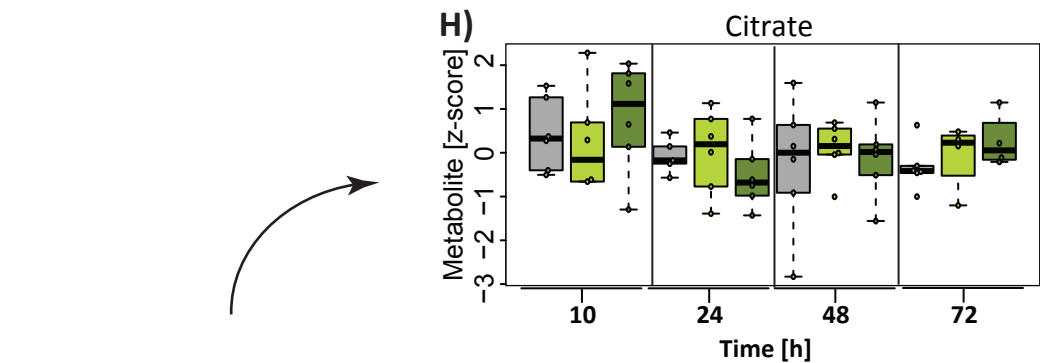 H)
Citrate
Metabolite [z-score]
2
1
0
−1
−2
−3
10 24 48 72
Time [h]